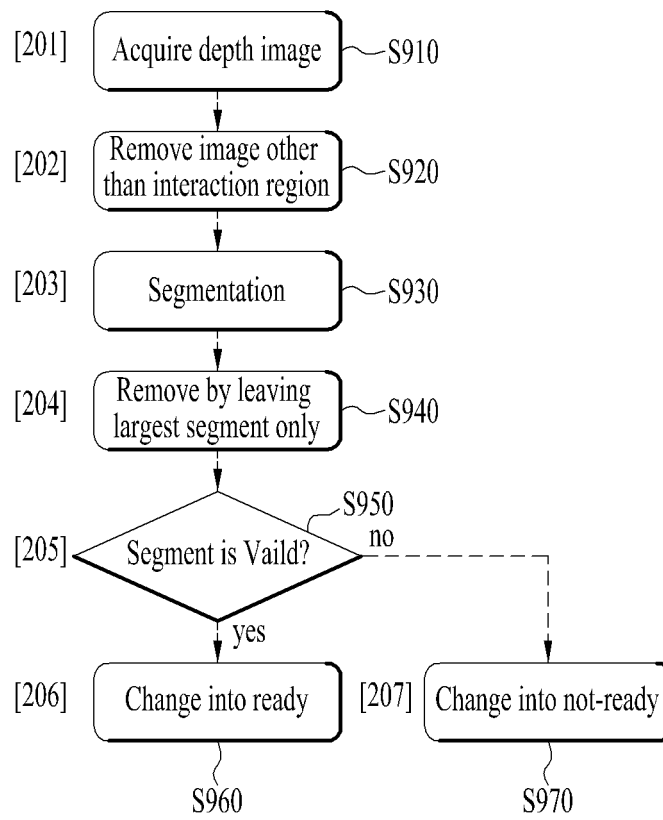 [201] Acquire depth image S910
[202] Remove image other
than interaction region S920
[203] Segmentation S930
[204] Remove by leaving
largest segment only S940
S950
[205] Segment is Vaild? no
yes
[206] Change into ready [207] Change into not-ready
S960 S970